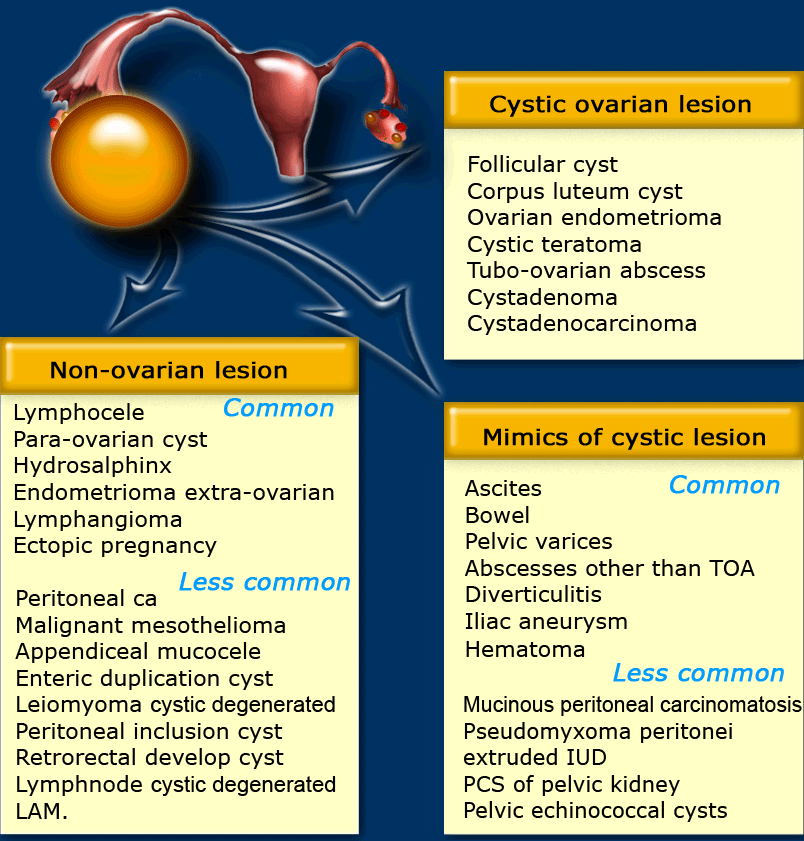 Cystic ovarian lesion
Follicular cyst
Corpus luteum cyst
Ovarian endometrioma
Cystic teratoma
Tubo-ovarian abscess
Cystadenoma
Cystadenocarcinoma
Non-ovarian lesion
Common
Lymphocele
Para-ovarian cyst
Hydrosalphinx
Endometrioma extra-ovarian
Lymphangioma
Ectopic pregnancy
Less common
Peritoneal ca
Malignant mesothelioma
Appendiceal mucocele
Enteric duplication cyst
Leiomyoma cystic degenerated
Peritoneal inclusion cyst
Retrorectal develop cyst
Lymphnode cystic degenerated
LAM.
Mimics of cystic lesion
Common
Ascites
Bowel
Pelvic varices
Abscesses other than TOA
Diverticulitis
Iliac aneurysm
Hematoma
Less common
Mucinous peritoneal carcinomatosis
Pseudomyxoma peritonei
extruded IUD
PCS of pelvic kidney
Pelvic echinococcal cysts